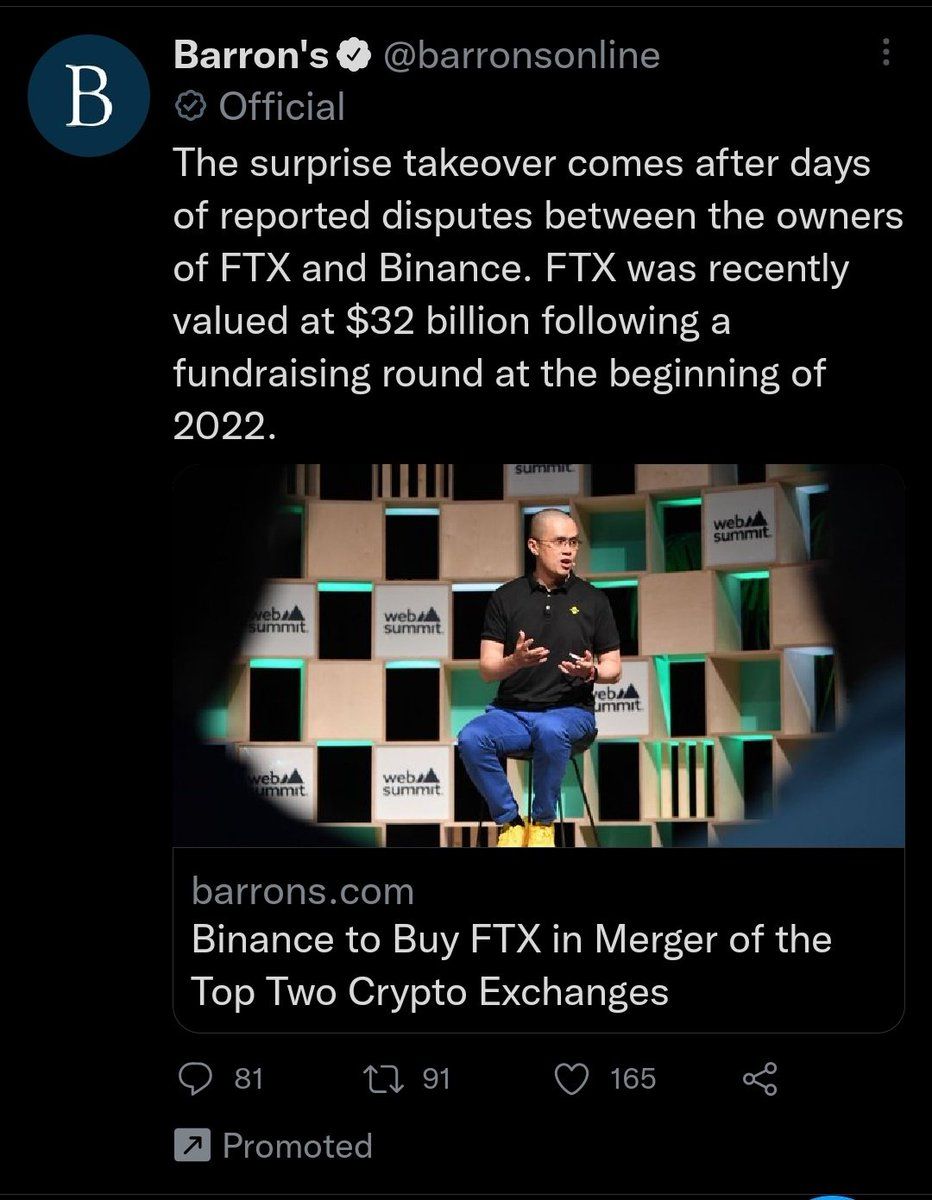 Barron's @barronsonline
Official
The surprise takeover comes after days
of reported disputes between the owners
of FTX and Binance. FTX was recently
valued at $32 billion following a
fundraising round at the beginning of
2022.
summit
web
summit
web
summit
web
summit
web
summit
web
summit
web
summit
barrons.com
Binance to Buy FTX in Merger of the
Top Two Crypto Exchanges
81 91 165
Promoted